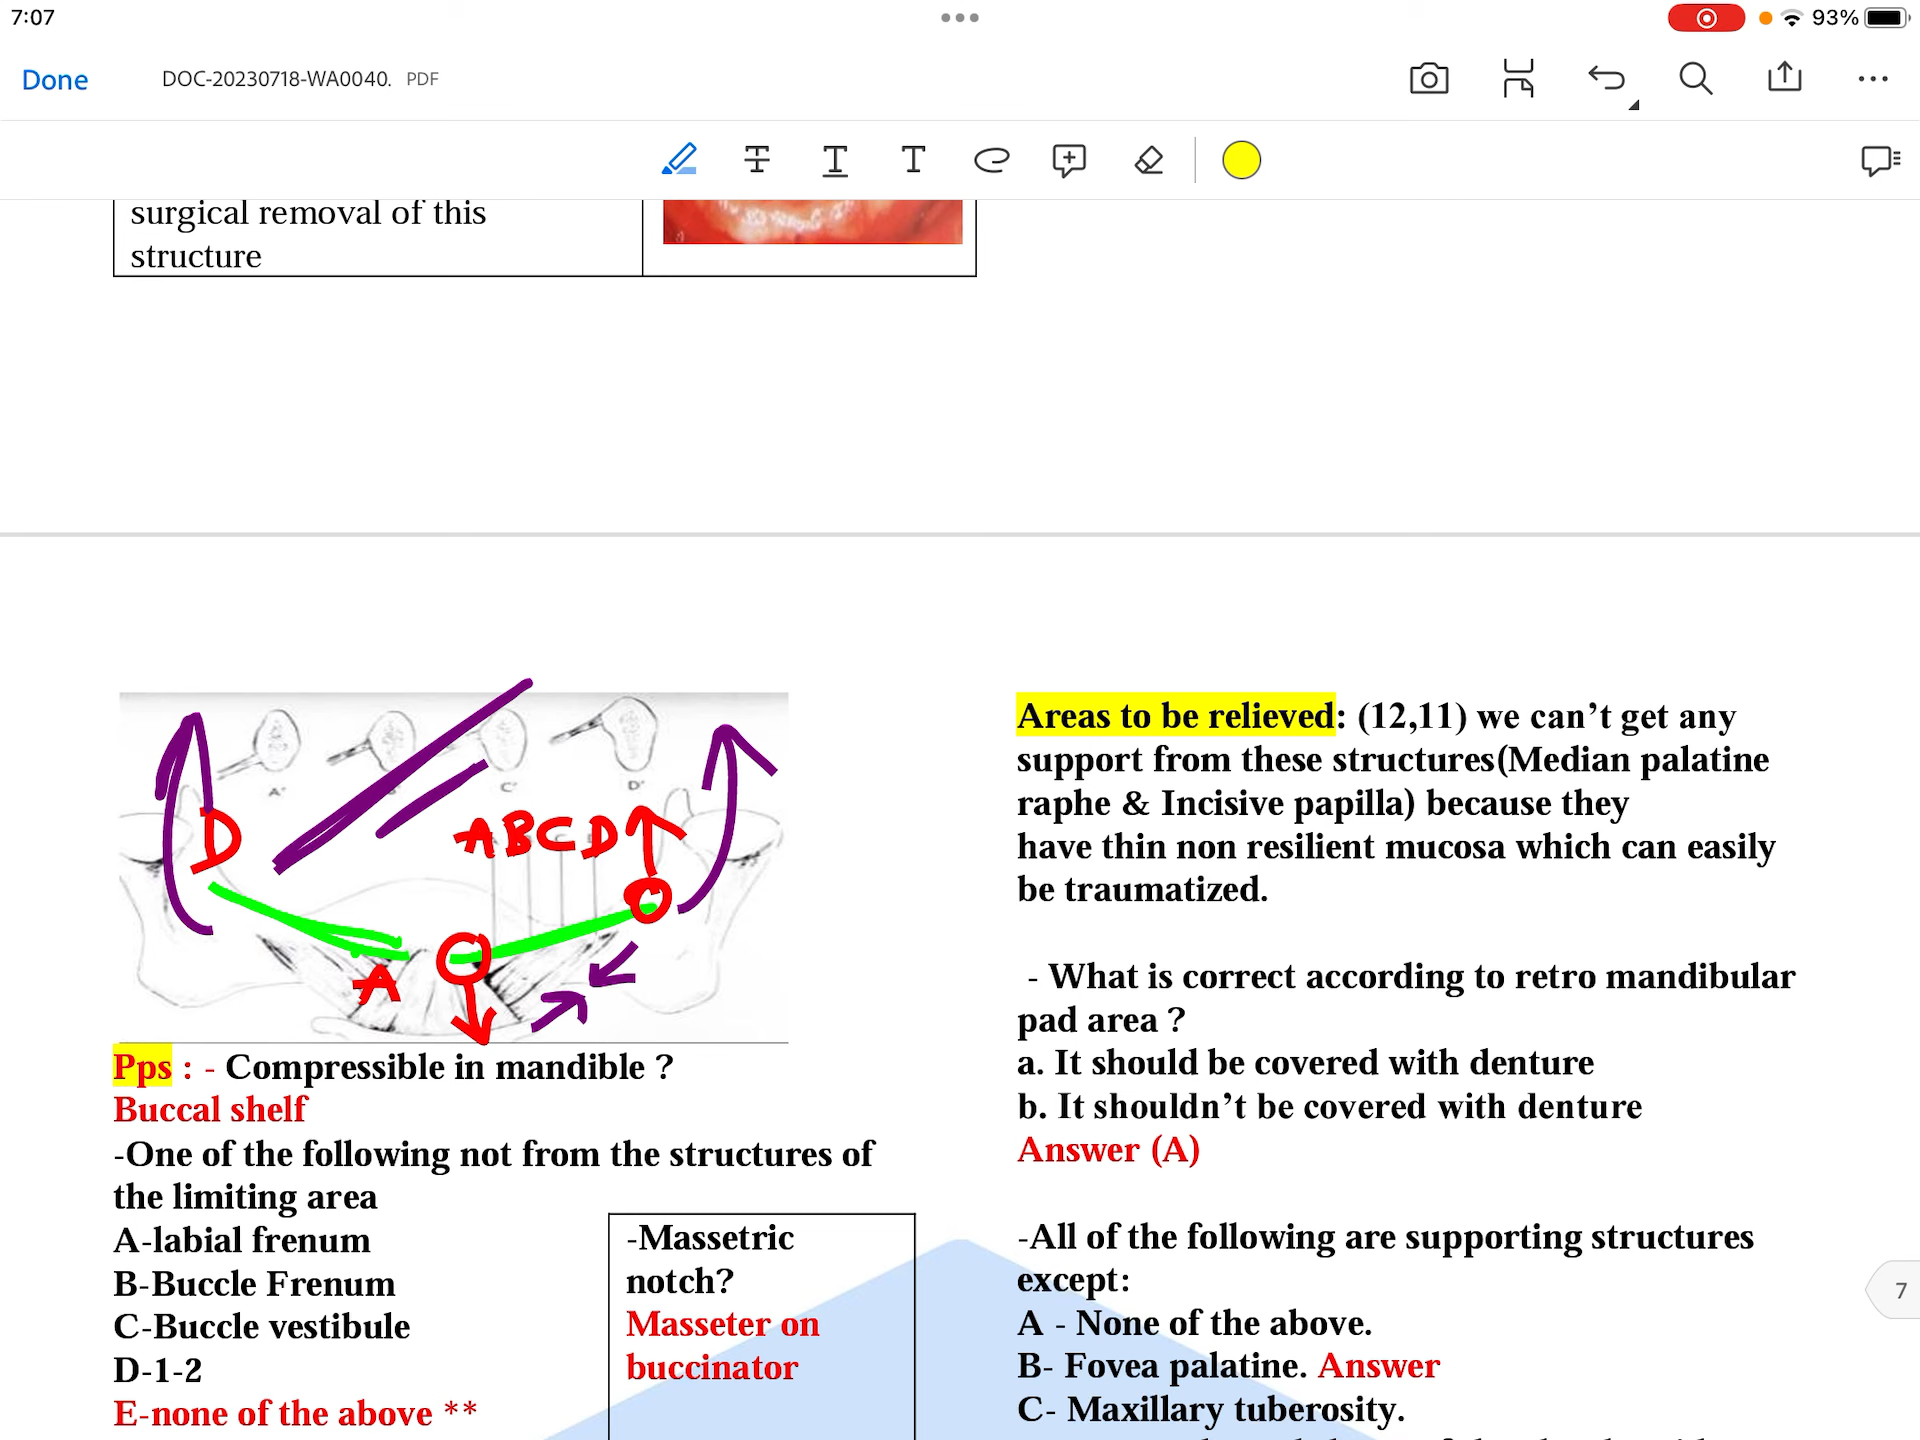 7:07
93%
Done
DOC-20230718-WA0040. PDF
surgical removal of this
structure
A'
C'
D'
D
ABCD
A
Pps : - Compressible in mandible ?
Buccal shelf
-One of the following not from the structures of
the limiting area
A-labial frenum
B-Buccle Frenum
C-Buccle vestibule
D-1-2
E-none of the above **
-Massetric
notch?
Masseter on
buccinator
Areas to be relieved: (12,11) we can’t get any
support from these structures(Median palatine
raphe & Incisive papilla) because they
have thin non resilient mucosa which can easily
be traumatized.
- What is correct according to retro mandibular
pad area ?
a. It should be covered with denture
b. It shouldn’t be covered with denture
Answer (A)
-All of the following are supporting structures
except:
A - None of the above.
B- Fovea palatine. Answer
C- Maxillary tuberosity.
7